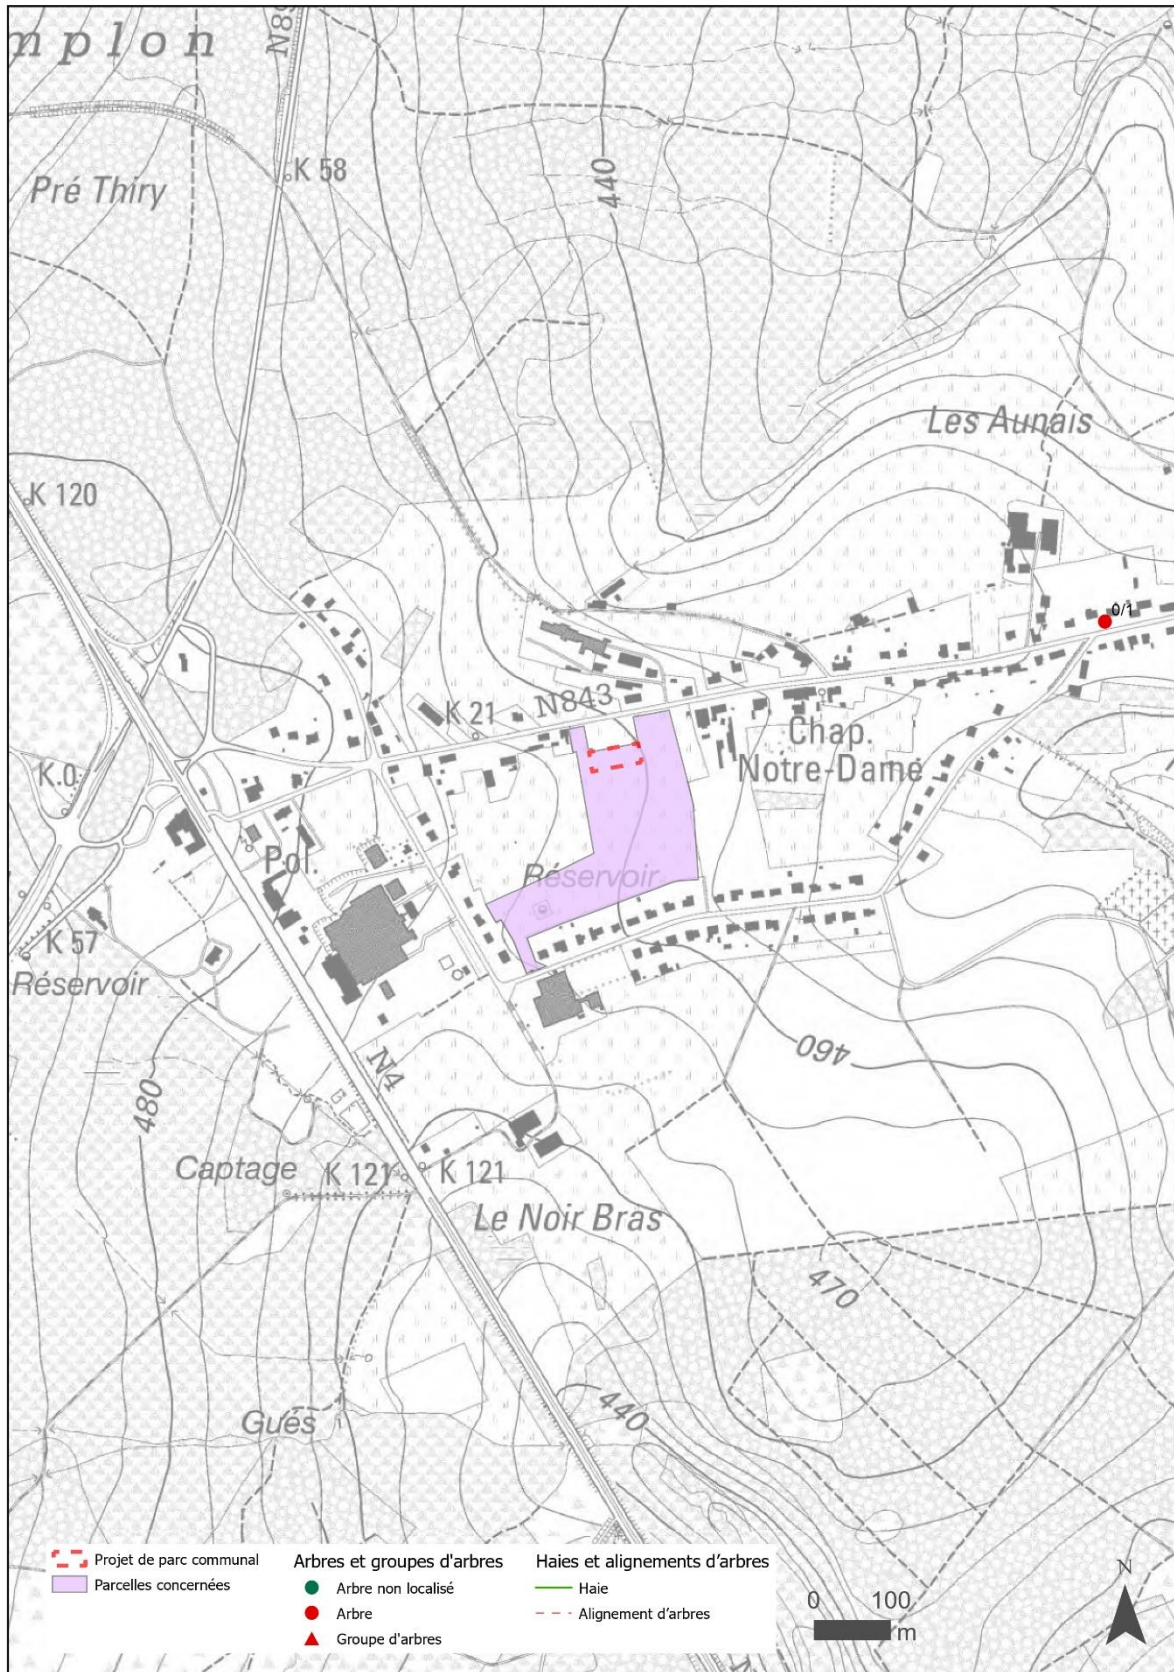 mplon
N89
K 58
Pré Thiry
440
Les Aunais
K 120
0/1
N843
K 21
Chap.
Notre-Dame
K.0
Pol.
Réservoir
K 57
Réservoir
460
N4
480
Captage
K 121
K 121
Le Noir Bras
470
440
Gués
Projet de parc communal
Parcelles concernées
Arbres et groupes d'arbres
Arbre non localisé
Arbre
Groupe d'arbres
Haies et alignements d’arbres
Haie
Alignement d’arbres
0 100
m
N